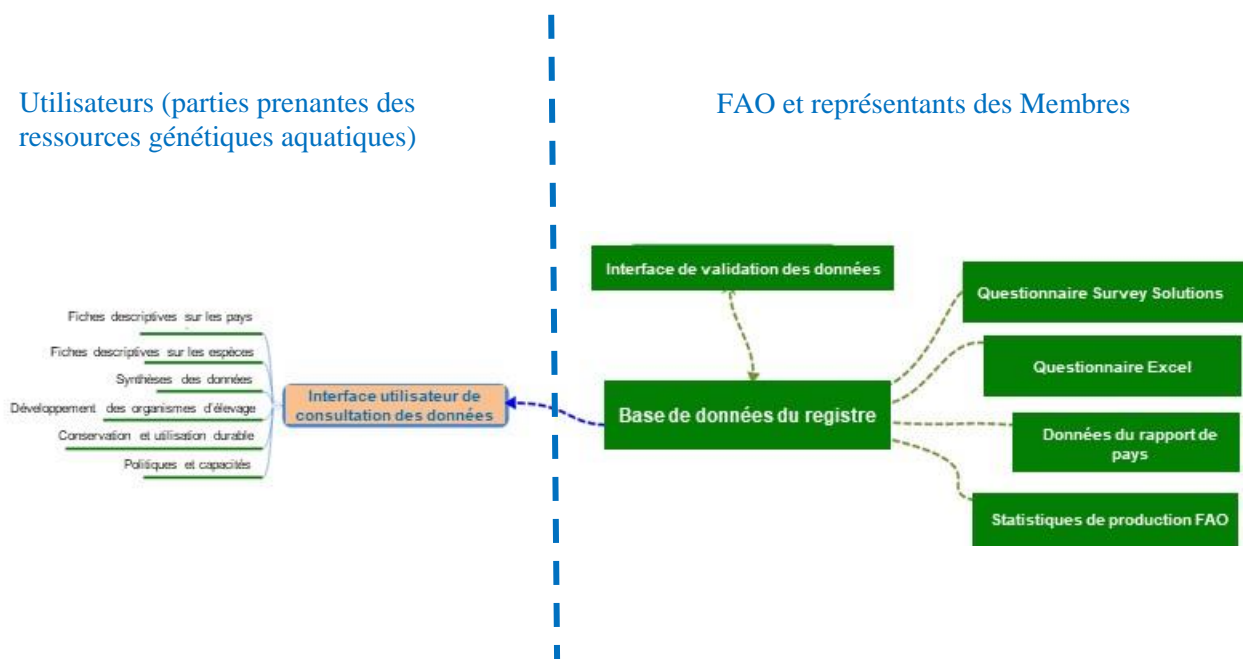 Utilisateurs (parties prenantes des
ressources génétiques aquatiques)
FAO et représentants des Membres
Fiches descriptives sur les pays
Fiches descriptives sur les espèces
Synthèses des données
Développement des organismes d'élevage
Conservation et utilisation durable
Politiques et capacités
Interface utilisateur de
consultation des données
Interface de validation des données
Base de données du registre
Questionnaire Survey Solutions
Questionnaire Excel
Données du rapport de
pays
Statistiques de production FAO